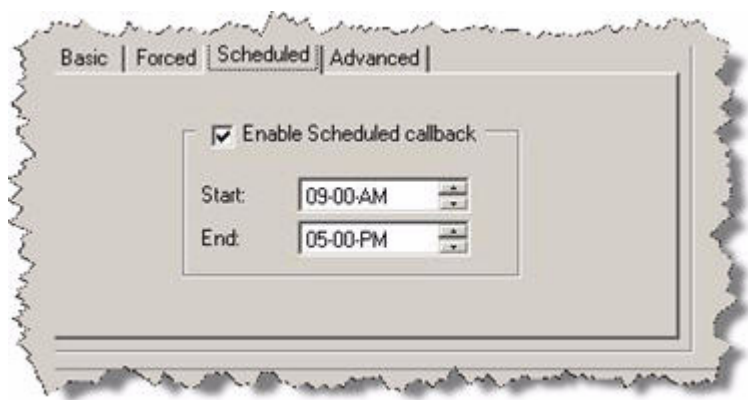 Basic | Forced Scheduled Advanced |
Enable Scheduled callback
Start: 09-00-AM
End: 05-00-PM